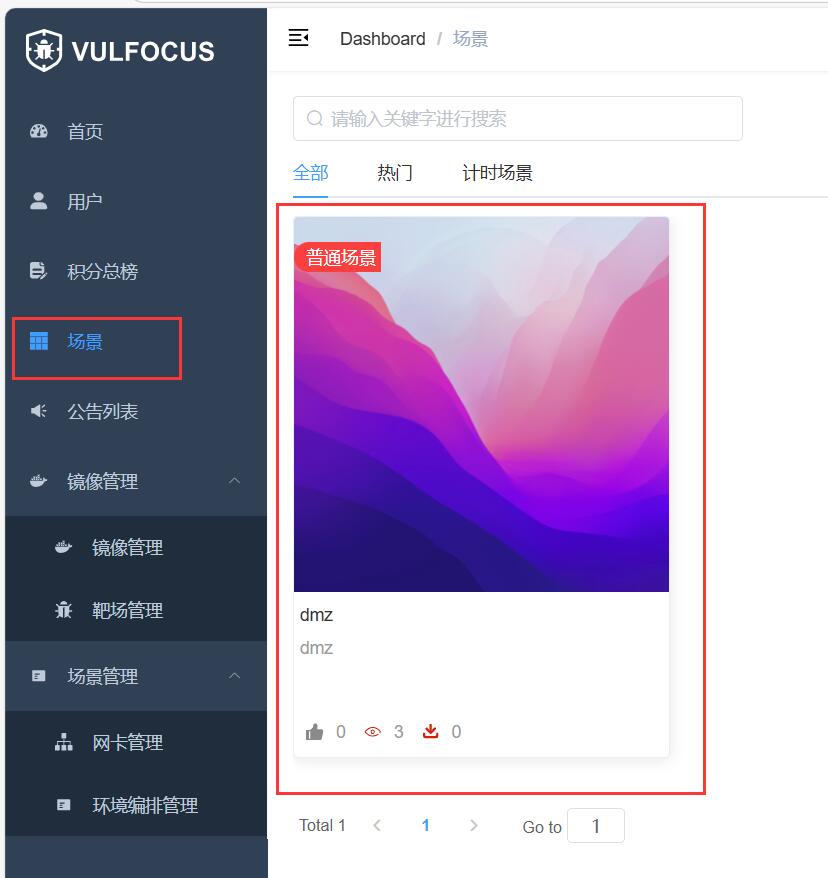 VULFOCUS
首页
用户
积分总榜
场景
公告列表
镜像管理
镜像管理
靶场管理
场景管理
网卡管理
环境编排管理
Dashboard / 场景
请输入关键字进行搜索
全部 热门 计时场景
普通场景
dmz
dmz
0 3 0
Total 1 1 Go to 1